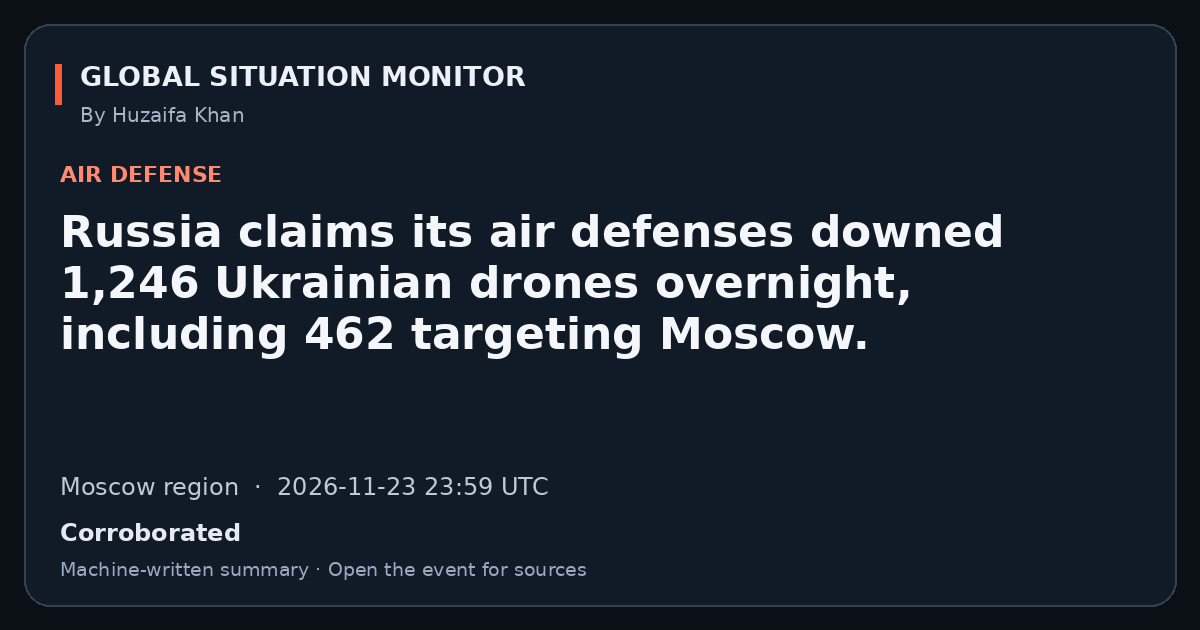 GLOBAL SITUATION MONITOR
By Huzaifa Khan
AIR DEFENSE
Russia claims its air defenses downed
1,246 Ukrainian drones overnight,
including 462 targeting Moscow.
Moscow region · 2026-11-23 23:59 UTC
Corroborated
Machine-written summary · Open the event for sources